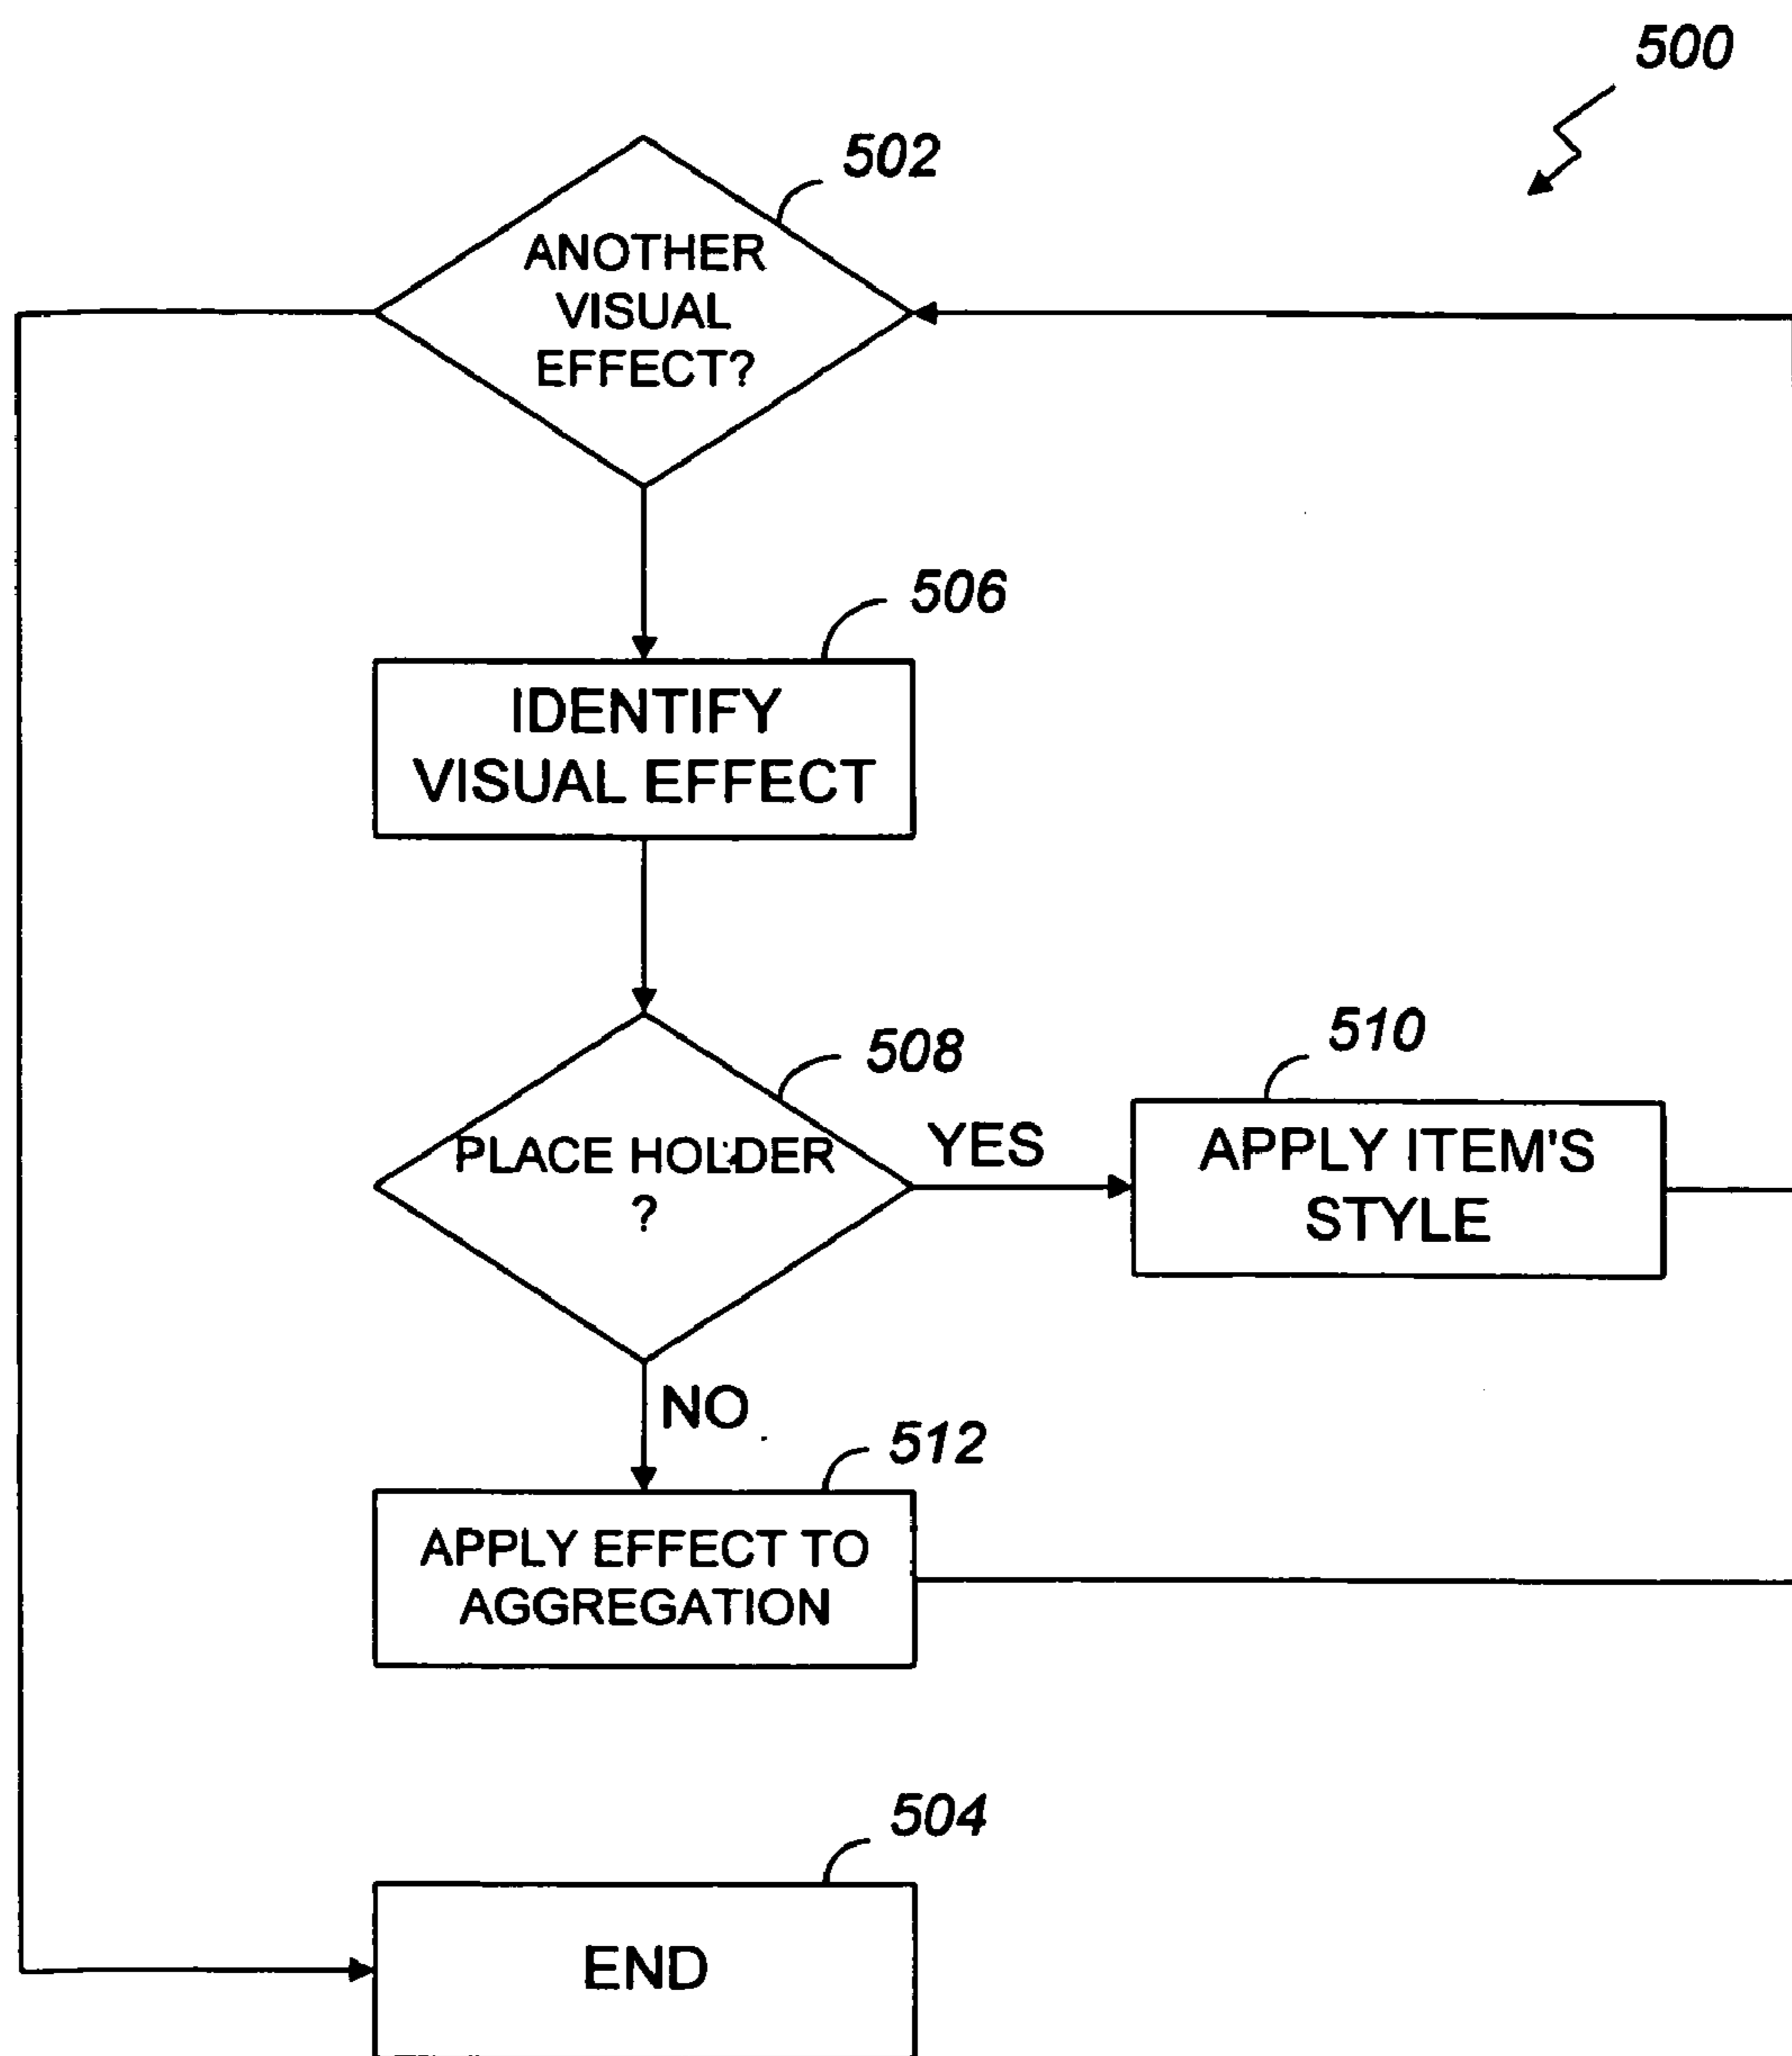 500
502
ANOTHER
VISUAL
EFFECT?
506
IDENTIFY
VISUAL EFFECT
508
PLACE HOLDER
?
YES
510
APPLY ITEM'S
STYLE
NO
512
APPLY EFFECT TO
AGGREGATION
504
END